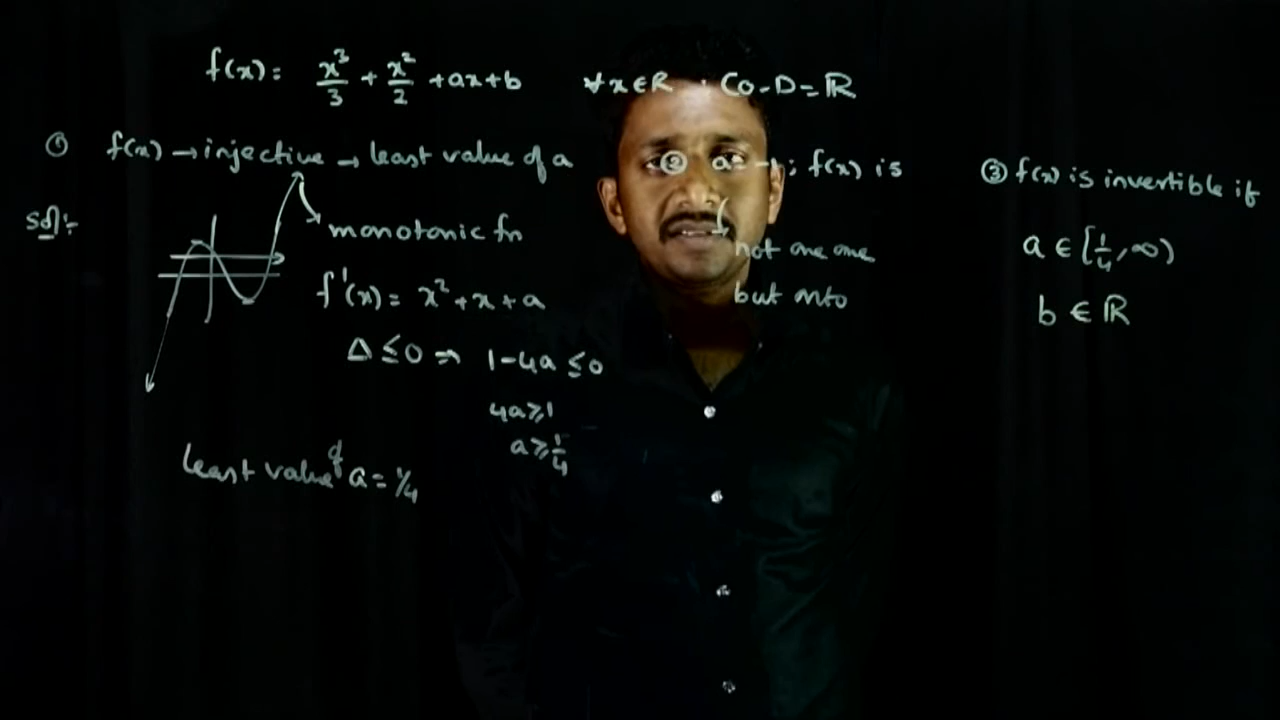 f(x) = x³/3 + x²/2 + ax + b ∀ x ∈ R . Co-D = ℝ
① f(x) → injective → least value of a
Sol:-
monotonic fn
f'(x) = x² + x + a
Δ ≤ 0 ⇒ 1 - 4a ≤ 0
4a ≥ 1
a ≥ 1/4
least value of a = 1/4
② a = -1 ; f(x) is
not one one
but onto
③ f(x) is invertible if
a ∈ [1/4, ∞)
b ∈ ℝ